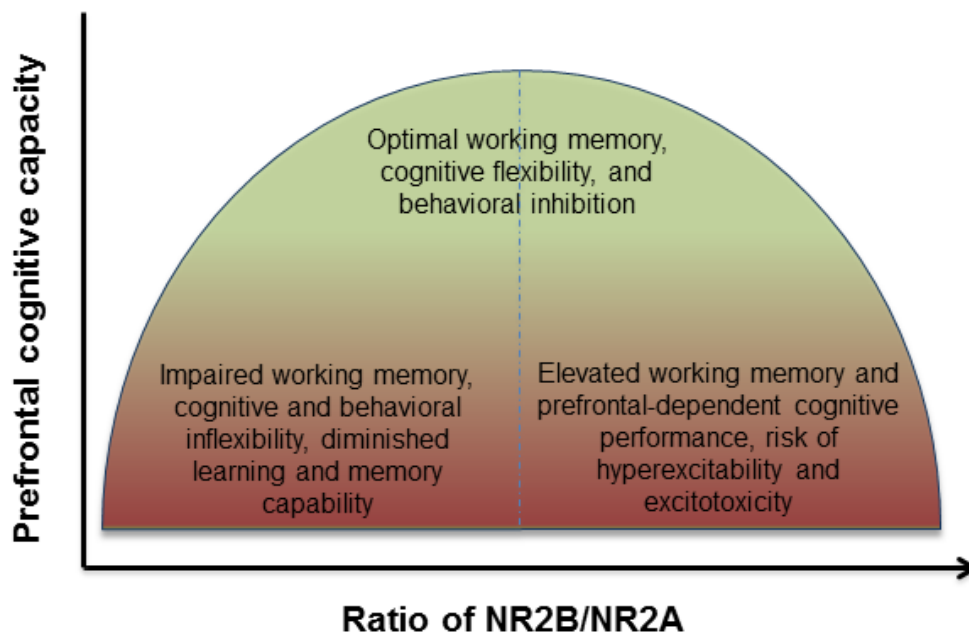 Prefrontal cognitive capacity
Optimal working memory,
cognitive flexibility, and
behavioral inhibition
Impaired working memory,
cognitive and behavioral
inflexibility, diminished
learning and memory
capability
Elevated working memory and
prefrontal-dependent cognitive
performance, risk of
hyperexcitability and
excitotoxicity
Ratio of NR2B/NR2A